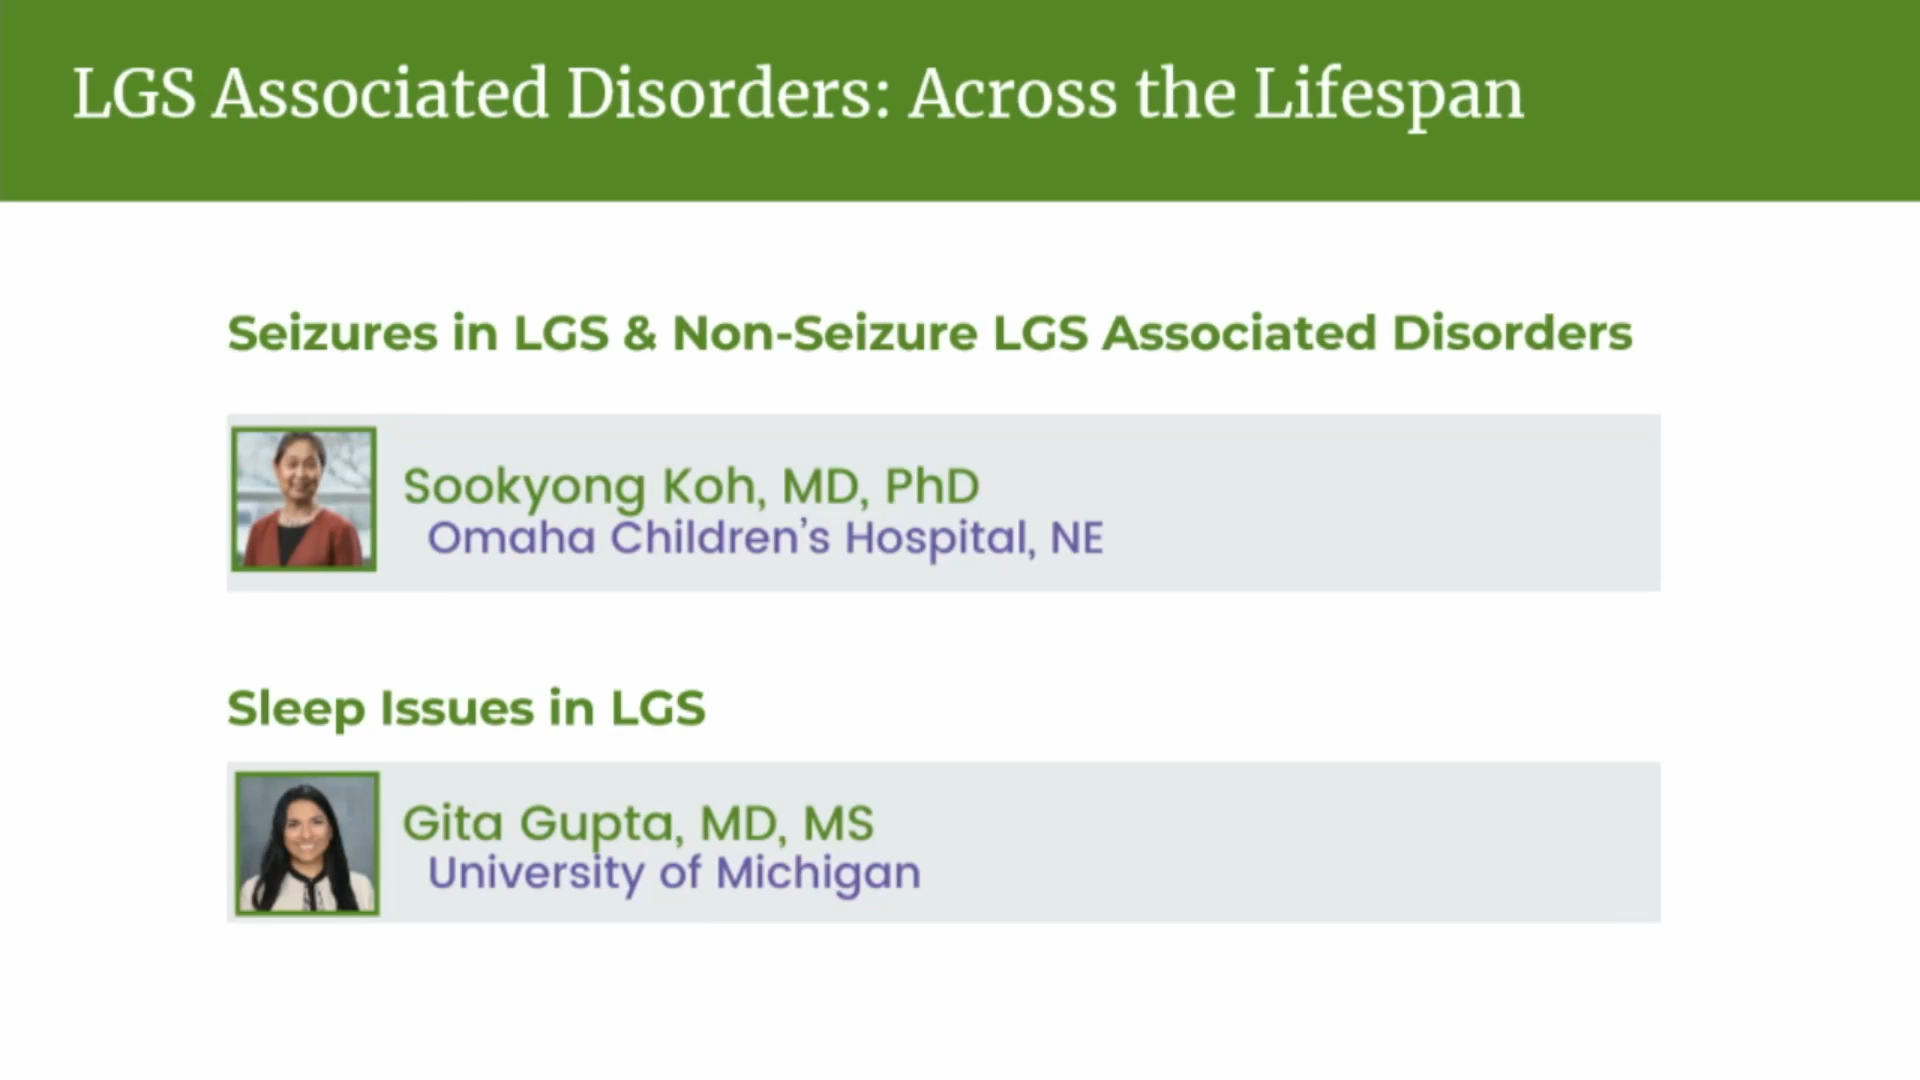 LGS Associated Disorders: Across the Lifespan
Seizures in LGS & Non-Seizure LGS Associated Disorders
Sookyong Koh, MD, PhD
Omaha Children's Hospital, NE
Sleep Issues in LGS
Gita Gupta, MD, MS
University of Michigan